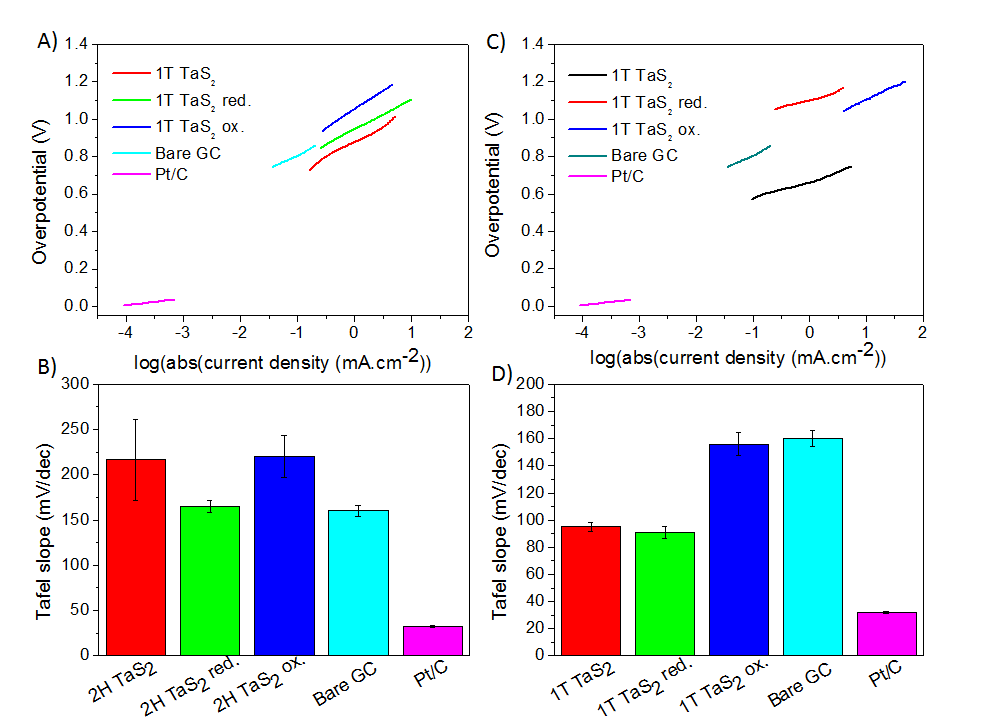 A)
1.4
1.2
1.0
0.8
0.6
0.4
0.2
0.0
Overpotential (V)
1T TaS2
1T TaS2 red.
1T TaS2 ox.
Bare GC
Pt/C
-4 -3 -2 -1 0 1 2
log(abs(current density (mA.cm-2))
C)
1.4
1.2
1.0
0.8
0.6
0.4
0.2
0.0
Overpotential (V)
1T TaS2
1T TaS2 red.
1T TaS2 ox.
Bare GC
Pt/C
-4 -3 -2 -1 0 1 2
log(abs(current density (mA.cm-2))
B)
300
250
200
150
100
50
0
Tafel slope (mV/dec)
2H TaS2
2H TaS2 red.
2H TaS2 ox.
Bare GC
Pt/C
D)
200
180
160
140
120
100
80
60
40
20
0
Tafel slope (mV/dec)
1T TaS2
1T TaS2 red.
1T TaS2 ox.
Bare GC
Pt/C